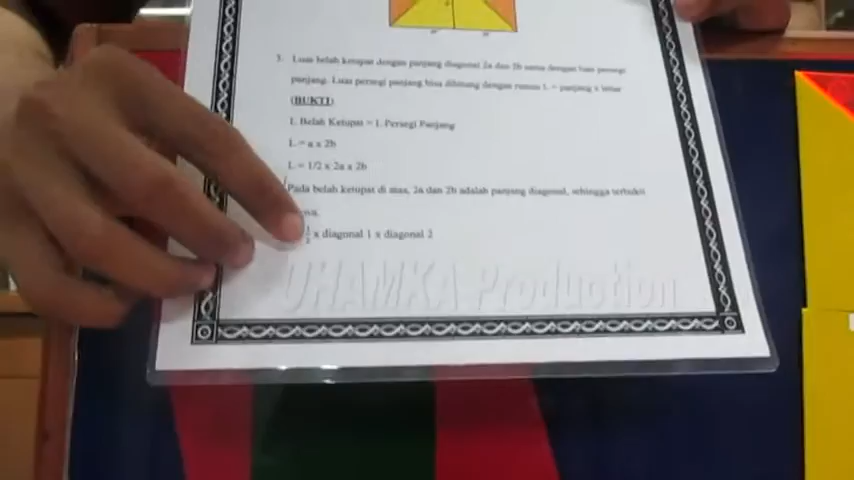 3. Luas belah ketupat dengan panjang diagonal 2a dan 2b sama dengan luas persegi
panjang. Luas persegi panjang bisa dihitung dengan rumus L = panjang x lebar
(BUKTI)
L Belah Ketupat = L Persegi Panjang
L = a x 2b
L = 1/2 x 2a x 2b
Pada belah ketupat di atas, 2a dan 2b adalah panjang diagonal, sehingga terbukti
1/2 x diagonal 1 x diagonal 2
UHAMKA Production